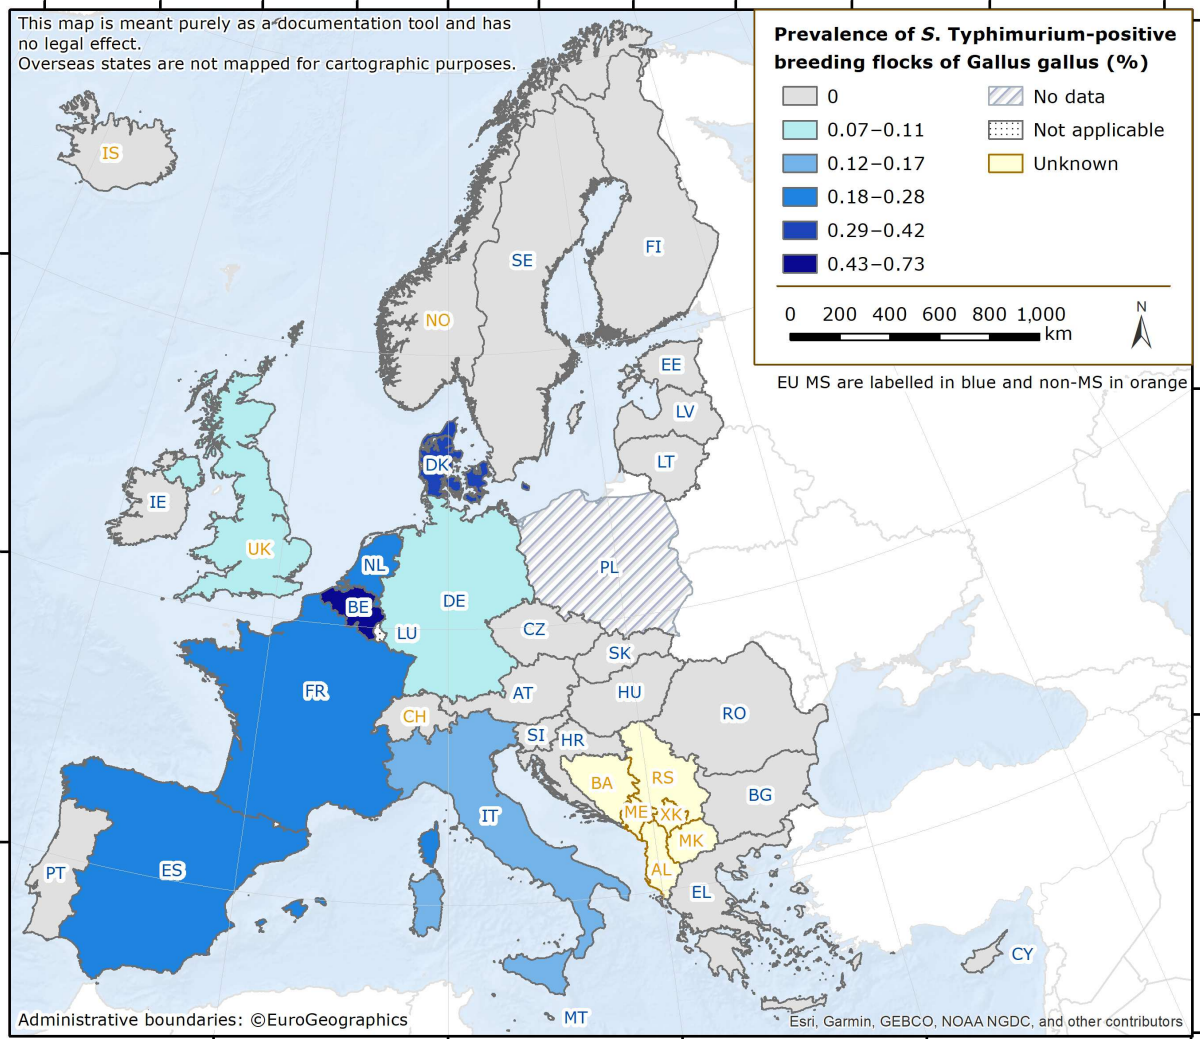 This map is meant purely as a documentation tool and has
no legal effect.
Overseas states are not mapped for cartographic purposes.
Prevalence of S. Typhimurium-positive
breeding flocks of Gallus gallus (%)
0
No data
0.07–0.11
Not applicable
0.12–0.17
Unknown
0.18–0.28
0.29–0.42
0.43–0.73
0 200 400 600 800 1,000
km
N
EU MS are labelled in blue and non-MS in orange
IS
SE
FI
NO
EE
LV
LT
DK
IE
UK
NL
PL
DE
BE
LU
CZ
SK
FR
AT
HU
CH
RO
SI
HR
BA
RS
BG
IT
ME
XK
MK
PT
ES
AL
EL
CY
MT
Administrative boundaries: ©EuroGeographics
Esri, Garmin, GEBCO, NOAA NGDC, and other contributors